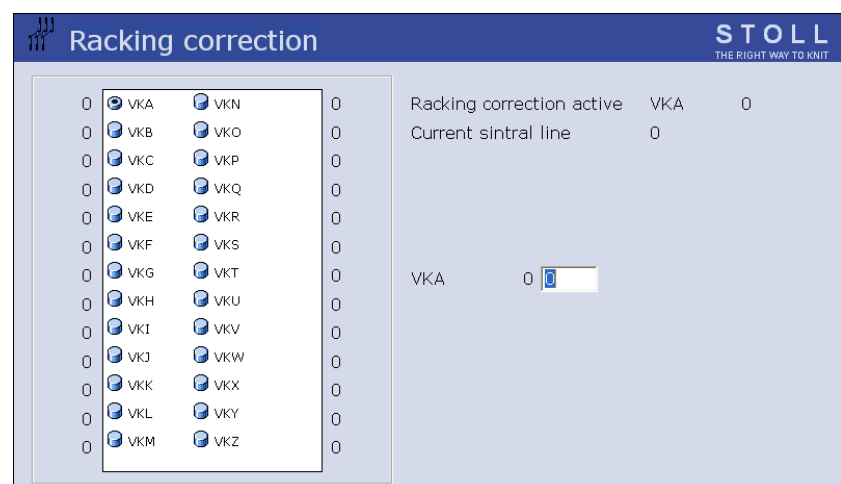 Racking correction
STOLL
THE RIGHT WAY TO KNIT
0 VKA VKN 0
0 VKB VKO 0
0 VKC VKP 0
0 VKD VKQ 0
0 VKE VKR 0
0 VKF VKS 0
0 VKG VKT 0
0 VKH VKU 0
0 VKI VKV 0
0 VKJ VKW 0
0 VKK VKX 0
0 VKL VKY 0
0 VKM VKZ 0
Racking correction active VKA 0
Current sintral line 0
VKA 0 0